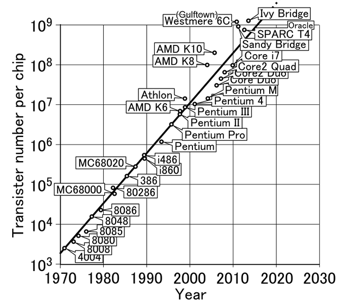 (Gulftown)
Ivy Bridge
Westmere 6C
Oracle
SPARC T4
Sandy Bridge
AMD K10
Core i7
AMD K8
Core2 Quad
Core2 Duo
Core Duo
Pentium M
Athlon
Pentium 4
AMD K6
Pentium III
Pentium II
Pentium Pro
Pentium
MC68020
i486
i860
386
MC68000
80286
8086
8048
8085
8080
8008
4004
10⁹
10⁸
10⁷
10⁶
10⁵
10⁴
10³
Transister number per chip
1970 1980 1990 2000 2010 2020 2030
Year